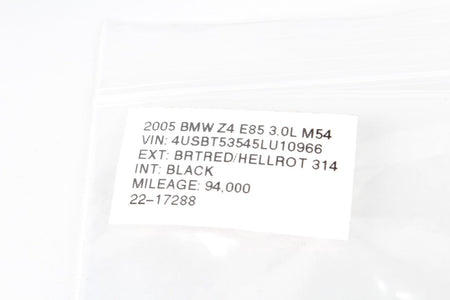 2005 BMW Z4 E85 3.0L M54
VIN: 4USBT53545LU10966
EXT: BRTRED/HELLROT 314
INT: BLACK
MILEAGE: 94,000
22-17288